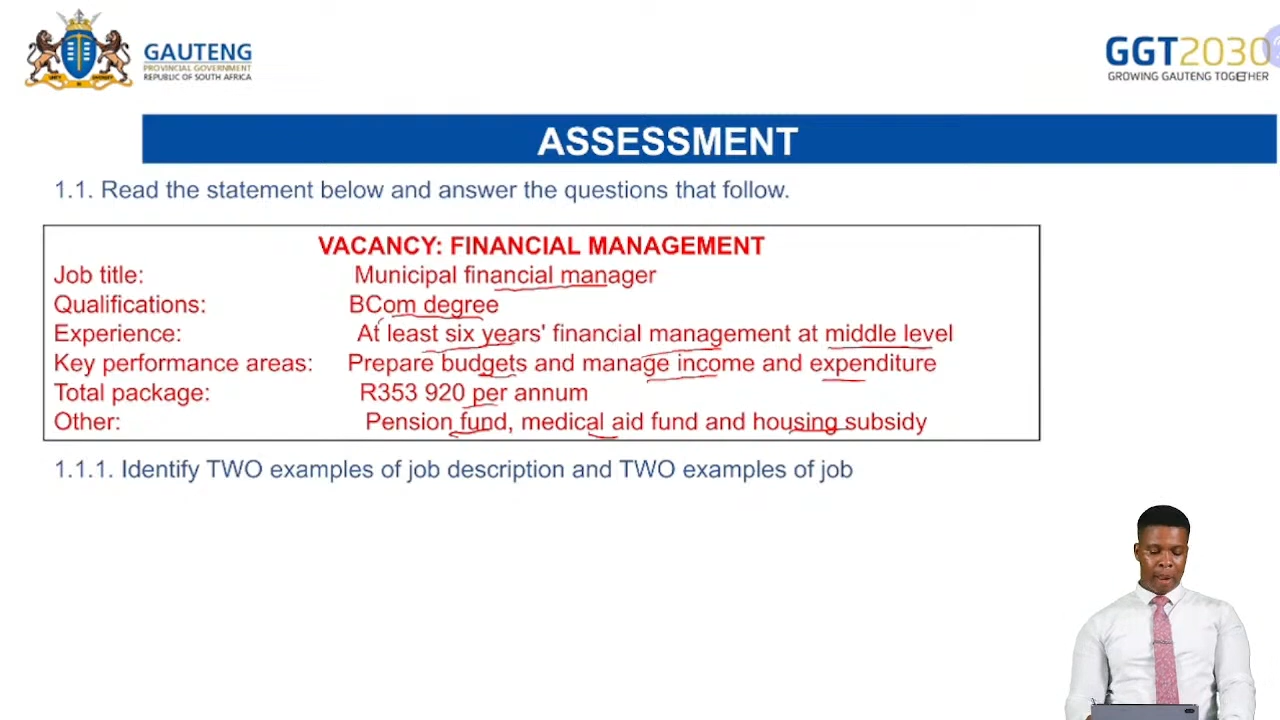 GAUTENG
PROVINCIAL GOVERNMENT
REPUBLIC OF SOUTH AFRICA
GGT2030
GROWING GAUTENG TOGETHER
ASSESSMENT
1.1. Read the statement below and answer the questions that follow.
VACANCY: FINANCIAL MANAGEMENT
Job title: Municipal financial manager
Qualifications: BCom degree
Experience: At least six years' financial management at middle level
Key performance areas: Prepare budgets and manage income and expenditure
Total package: R353 920 per annum
Other: Pension fund, medical aid fund and housing subsidy
1.1.1. Identify TWO examples of job description and TWO examples of job